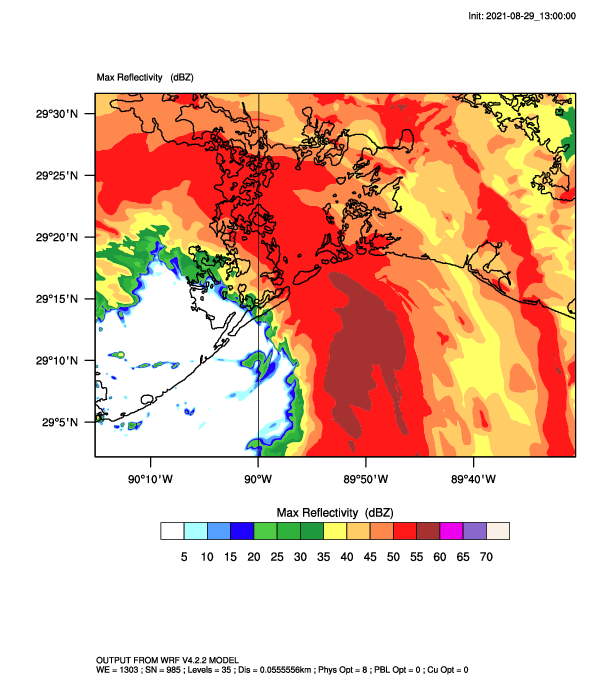 Init: 2021-08-29_13:00:00
Max Reflectivity (dBZ)
29°30'N
29°25'N
29°20'N
29°15'N
29°10'N
29°5'N
90°10'W 90°W 89°50'W 89°40'W
Max Reflectivity (dBZ)
5 10 15 20 25 30 35 40 45 50 55 60 65 70
OUTPUT FROM WRF V4.2.2 MODEL
WE = 1303 ; SN = 985 ; Levels = 35 ; Dis = 0.0555556km ; Phys Opt = 8 ; PBL Opt = 0 ; Cu Opt = 0